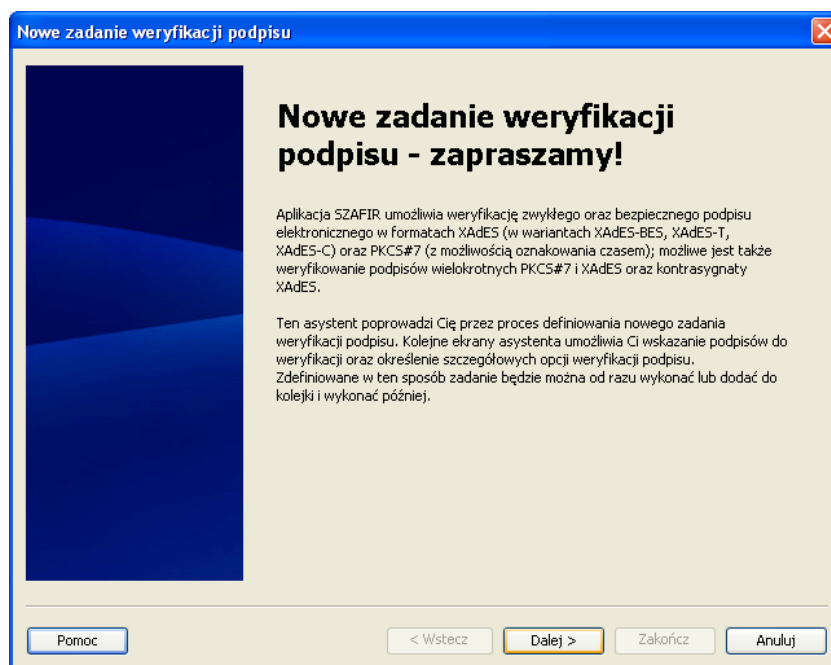 Nowe zadanie weryfikacji podpisu
Nowe zadanie weryfikacji
podpisu - zapraszamy!
Aplikacja SZAFIR umożliwia weryfikację zwykłego oraz bezpiecznego podpisu
elektronicznego w formatach XAdES (w wariantach XAdES-BES, XAdES-T,
XAdES-C) oraz PKCS#7 (z możliwością oznakowania czasem); możliwe jest także
weryfikowanie podpisów wielokrotnych PKCS#7 i XAdES oraz kontrasygnaty
XAdES.
Ten asystent poprowadzi Cię przez proces definiowania nowego zadania
weryfikacji podpisu. Kolejne ekrany asystenta umożliwia Ci wskazanie podpisów do
weryfikacji oraz określenie szczegółowych opcji weryfikacji podpisu.
Zdefiniowane w ten sposób zadanie będzie można od razu wykonać lub dodać do
kolejki i wykonać później.
Pomoc < Wstecz Dalej > Zakończ Anuluj